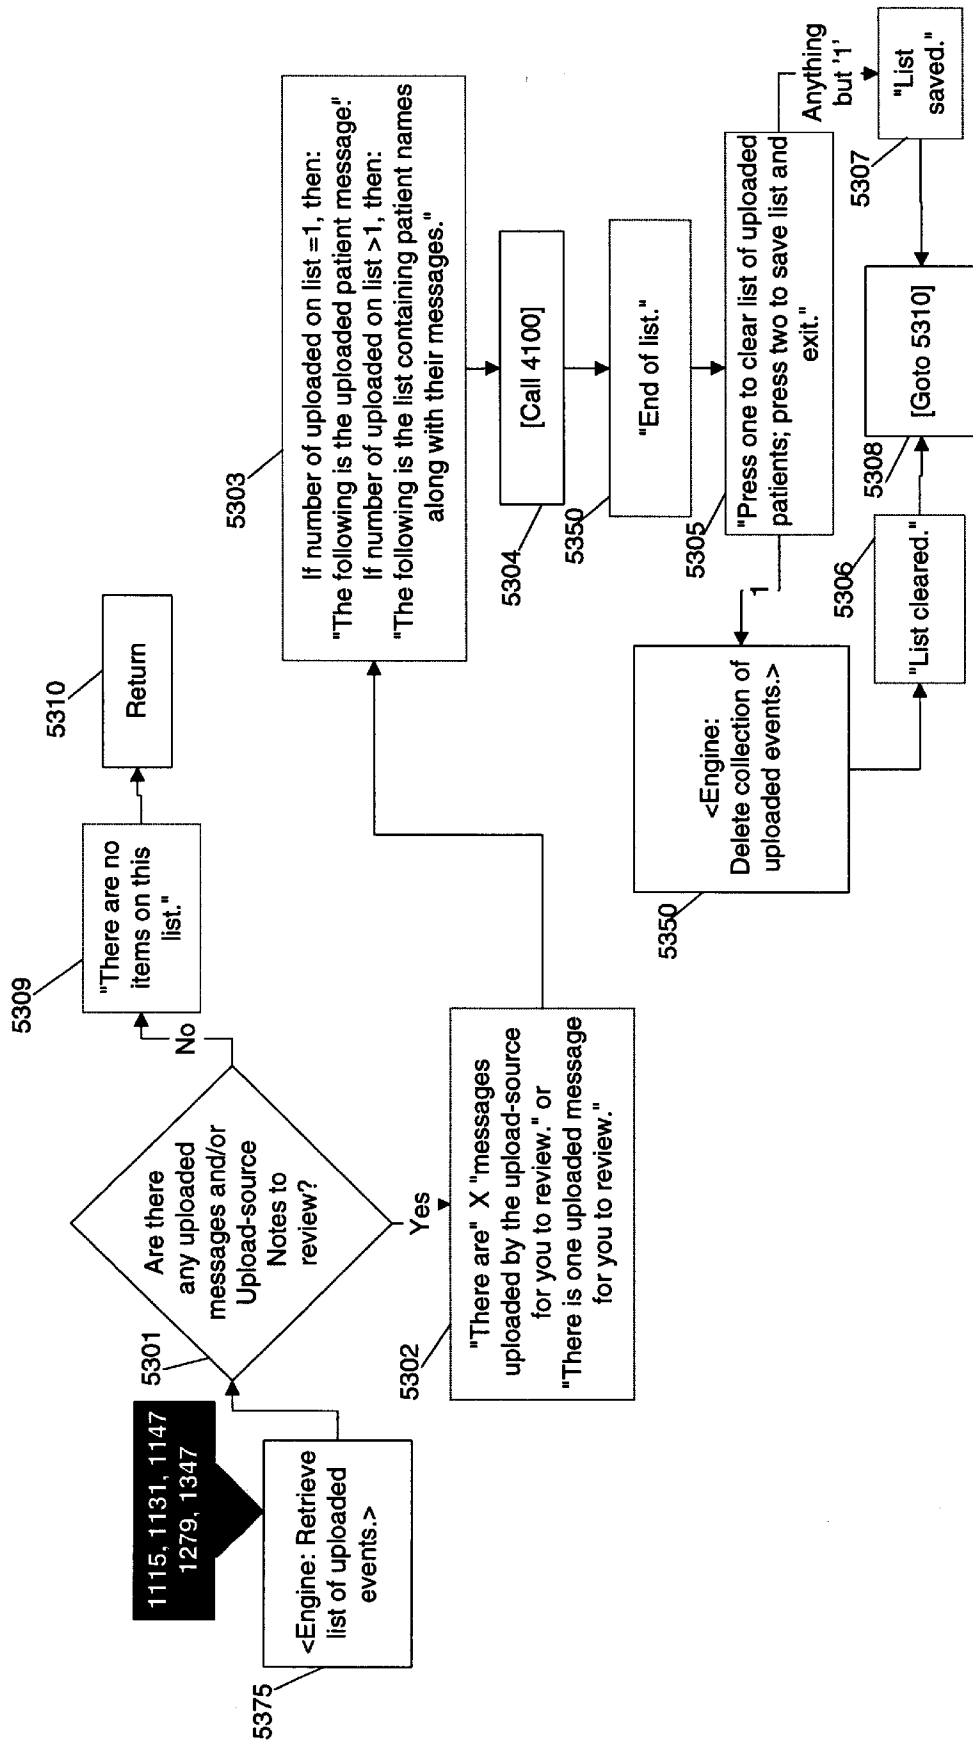 1115, 1131, 1147
1279, 1347
5375
<Engine: Retrieve
list of uploaded
events.>
5301
Are there
any uploaded
messages and/or
Upload-source
Notes to
review?
No
5309
"There are no
items on this
list."
5310
Return
Yes
5302
"There are" X "messages
uploaded by the upload-source
for you to review." or
"There is one uploaded message
for you to review."
5303
If number of uploaded on list =1, then:
"The following is the uploaded patient message."
If number of uploaded on list >1, then:
"The following is the list containing patient names
along with their messages."
5304
[Call 4100]
5350
"End of list."
5305
"Press one to clear list of uploaded
patients; press two to save list and
exit."
1
5350
<Engine:
Delete collection of
uploaded events.>
5306
"List cleared."
Anything
but '1'
5307
"List
saved."
5308
[Goto 5310]